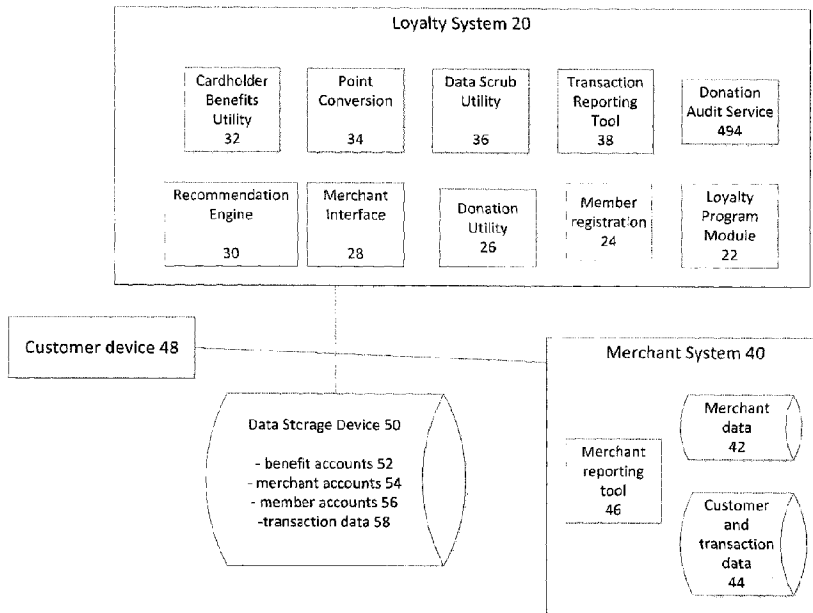 Loyalty System 20
Cardholder
Benefits
Utility
32
Point
Conversion
34
Data Scrub
Utility
36
Transaction
Reporting
Tool
38
Donation
Audit Service
494
Recommendation
Engine
30
Merchant
Interface
28
Donation
Utility
26
Member
registration
24
Loyalty
Program
Module
22
Customer device 48
Merchant System 40
Data Storage Device 50
- benefit accounts 52
- merchant accounts 54
- member accounts 56
-transaction data 58
Merchant
reporting
tool
46
Merchant
data
42
Customer
and
transaction
data
44